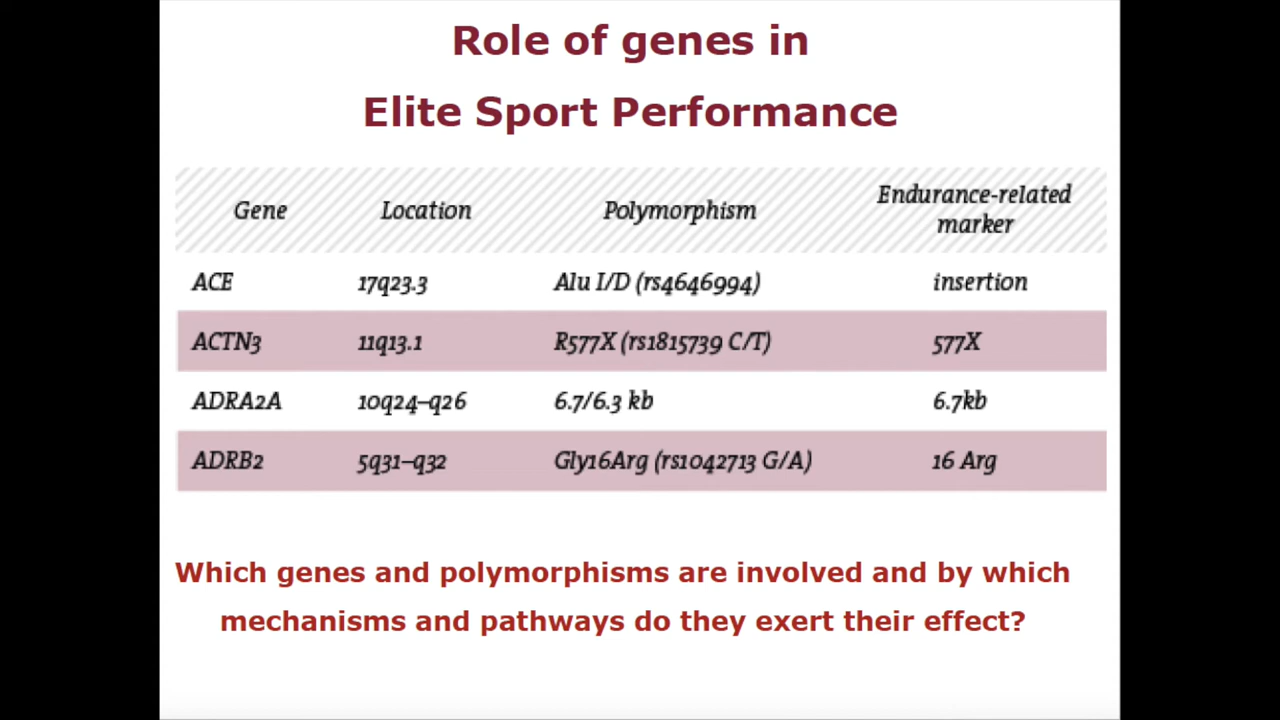 Role of genes in
Elite Sport Performance
Gene Location Polymorphism Endurance-related marker
ACE 17q23.3 Alu I/D (rs4646994) insertion
ACTN3 11q13.1 R577X (rs1815739 C/T) 577X
ADRA2A 10q24–q26 6.7/6.3 kb 6.7kb
ADRB2 5q31–q32 Gly16Arg (rs1042713 G/A) 16 Arg
Which genes and polymorphisms are involved and by which
mechanisms and pathways do they exert their effect?